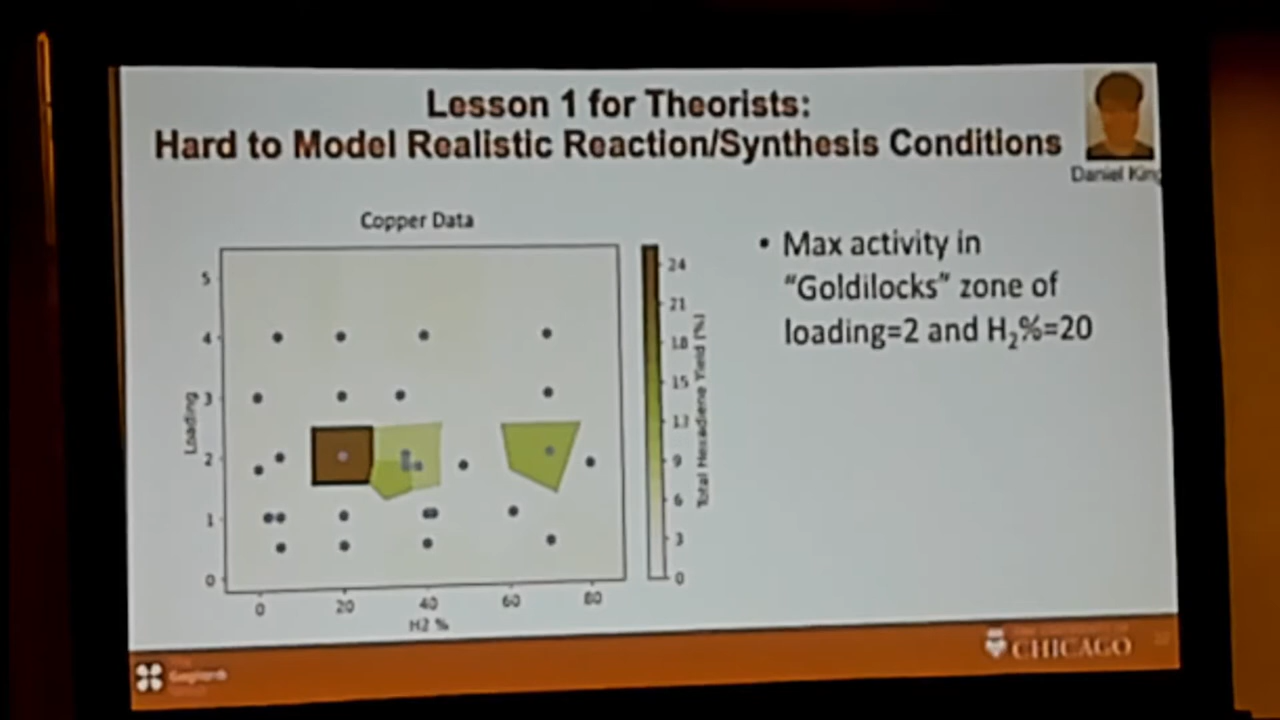 Lesson 1 for Theorists:
Hard to Model Realistic Reaction/Synthesis Conditions
Daniel King
Copper Data
• Max activity in
“Goldilocks” zone of
loading=2 and H₂%=20
5
4
3
2
1
0
Loading
0 20 40 60 80
H2 %
24
21
18
15
12
9
6
3
0
Total Hexadiene Yield (%)
Gagliardi
CHICAGO